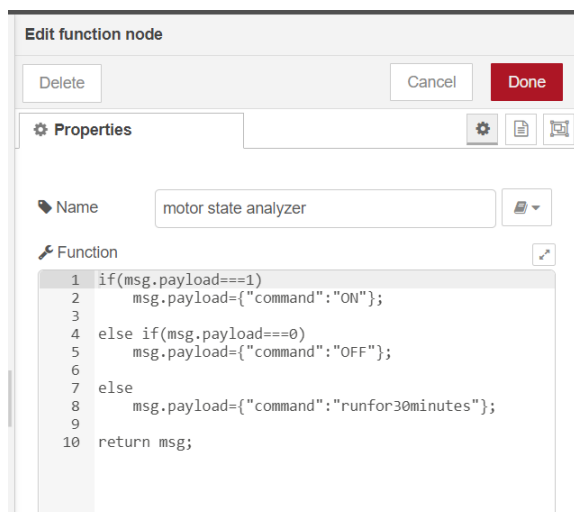 Edit function node
Delete
Cancel
Done
Properties
Name
motor state analyzer
Function
1 if(msg.payload===1)
2     msg.payload={"command":"ON"};
3
4 else if(msg.payload===0)
5     msg.payload={"command":"OFF"};
6
7 else
8     msg.payload={"command":"runfor30minutes"};
9
10 return msg;